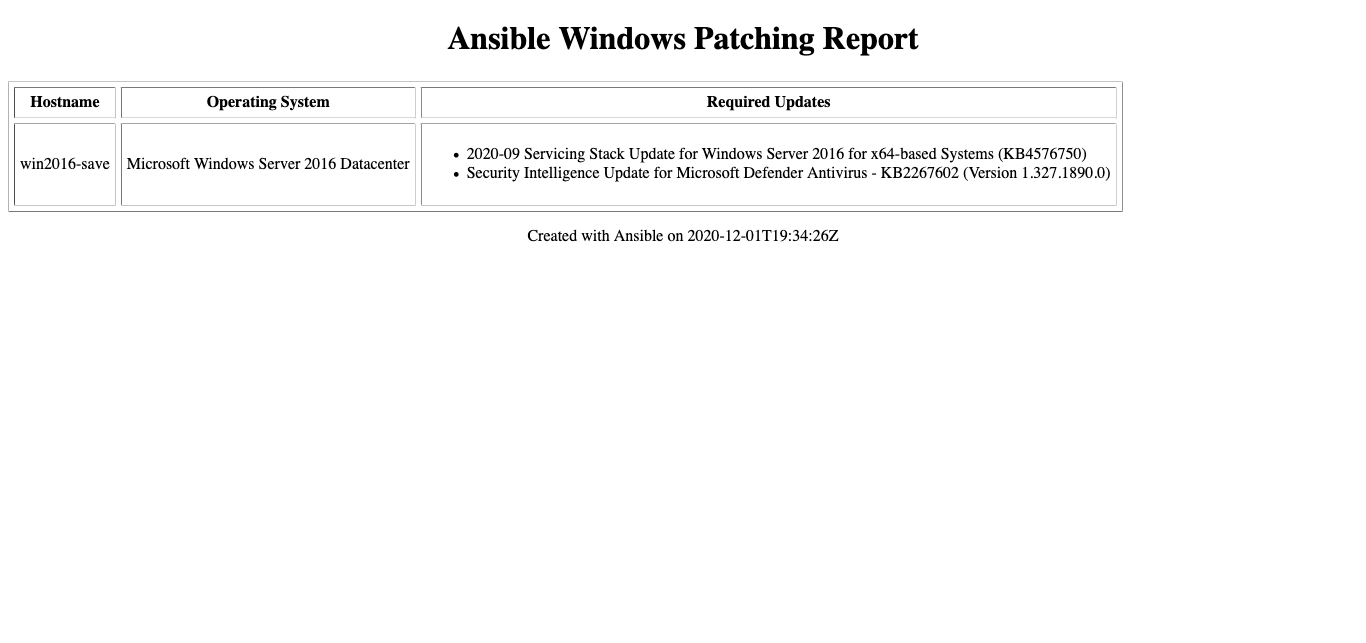 Ansible Windows Patching Report
Hostname Operating System Required Updates
win2016-save Microsoft Windows Server 2016 Datacenter
• 2020-09 Servicing Stack Update for Windows Server 2016 for x64-based Systems (KB4576750)
• Security Intelligence Update for Microsoft Defender Antivirus - KB2267602 (Version 1.327.1890.0)
Created with Ansible on 2020-12-01T19:34:26Z